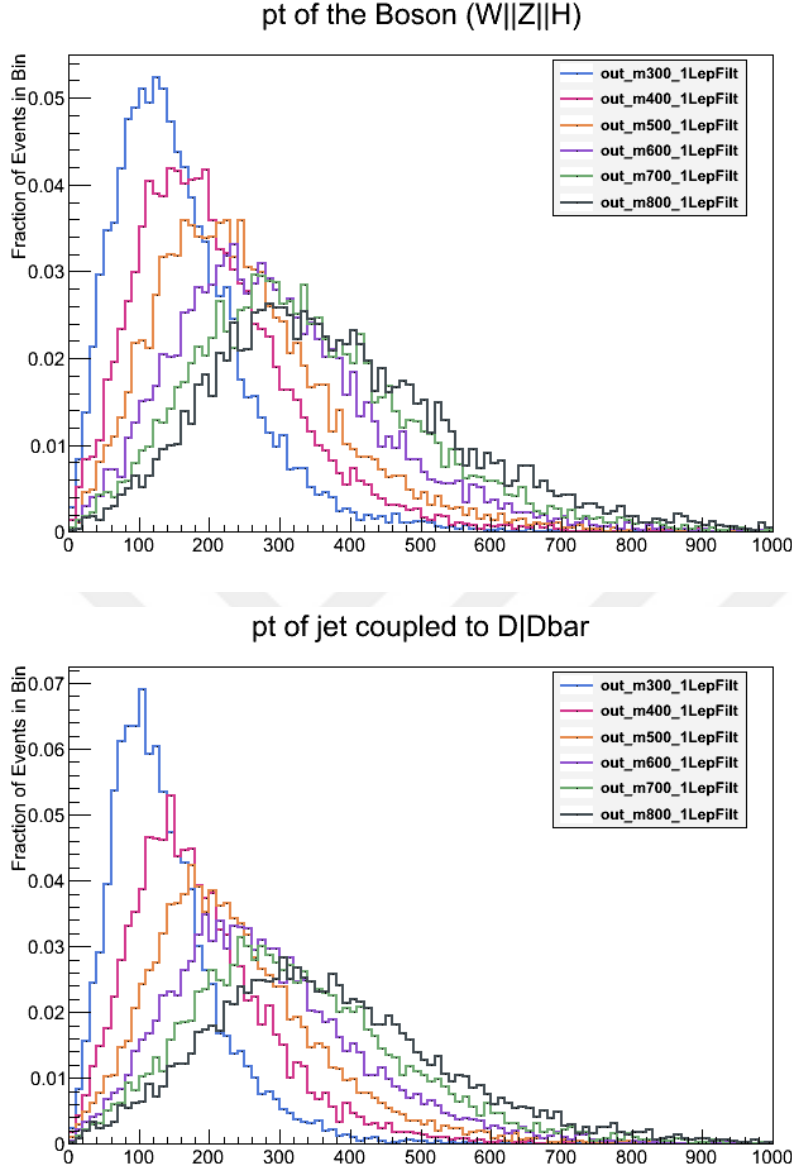 pt of the Boson (W||Z||H)
Fraction of Events in Bin
out_m300_1LepFilt
out_m400_1LepFilt
out_m500_1LepFilt
out_m600_1LepFilt
out_m700_1LepFilt
out_m800_1LepFilt
0.05
0.04
0.03
0.02
0.01
0
0 100 200 300 400 500 600 700 800 900 1000
pt of jet coupled to D|Dbar
Fraction of Events in Bin
out_m300_1LepFilt
out_m400_1LepFilt
out_m500_1LepFilt
out_m600_1LepFilt
out_m700_1LepFilt
out_m800_1LepFilt
0.07
0.06
0.05
0.04
0.03
0.02
0.01
0
0 100 200 300 400 500 600 700 800 900 1000